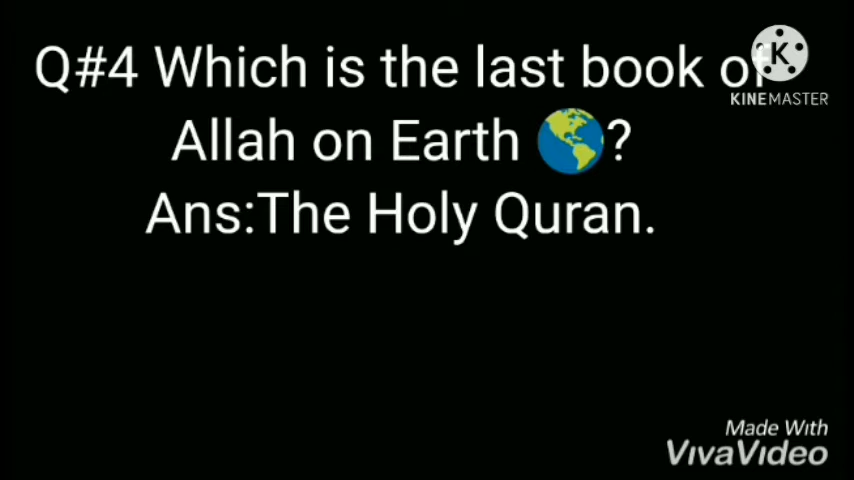 Q#4 Which is the last book of
KINEMASTER
Allah on Earth 🌎?
Ans:The Holy Quran.
Made With
VivaVideo